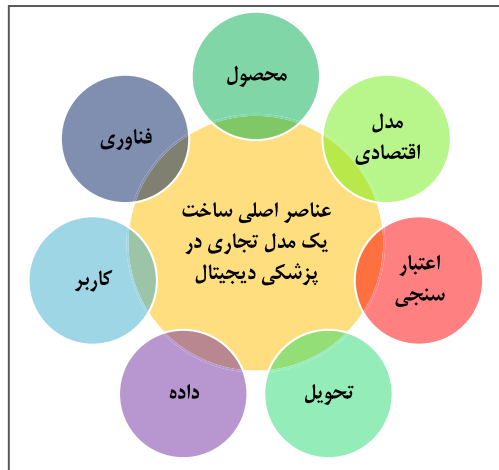 محصول
مدل
اقتصادی
اعتبار
سنجی
تحویل
داده
کاربر
فناوری
عناصر اصلی ساخت
یک مدل تجاری در
پزشکی دیجیتال